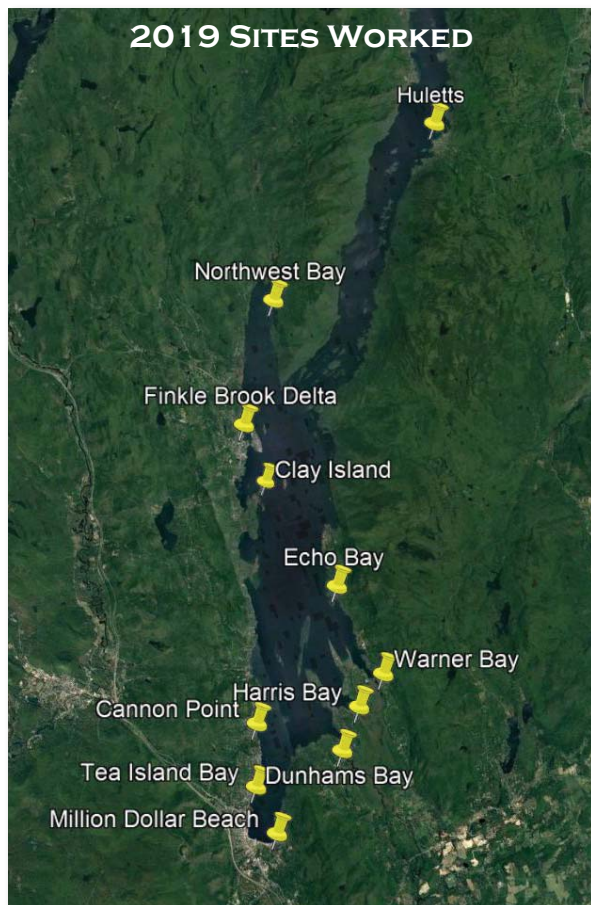 2019 Sites Worked
Huletts
Northwest Bay
Finkle Brook Delta
Clay Island
Echo Bay
Warner Bay
Harris Bay
Cannon Point
Tea Island Bay
Dunhams Bay
Million Dollar Beach